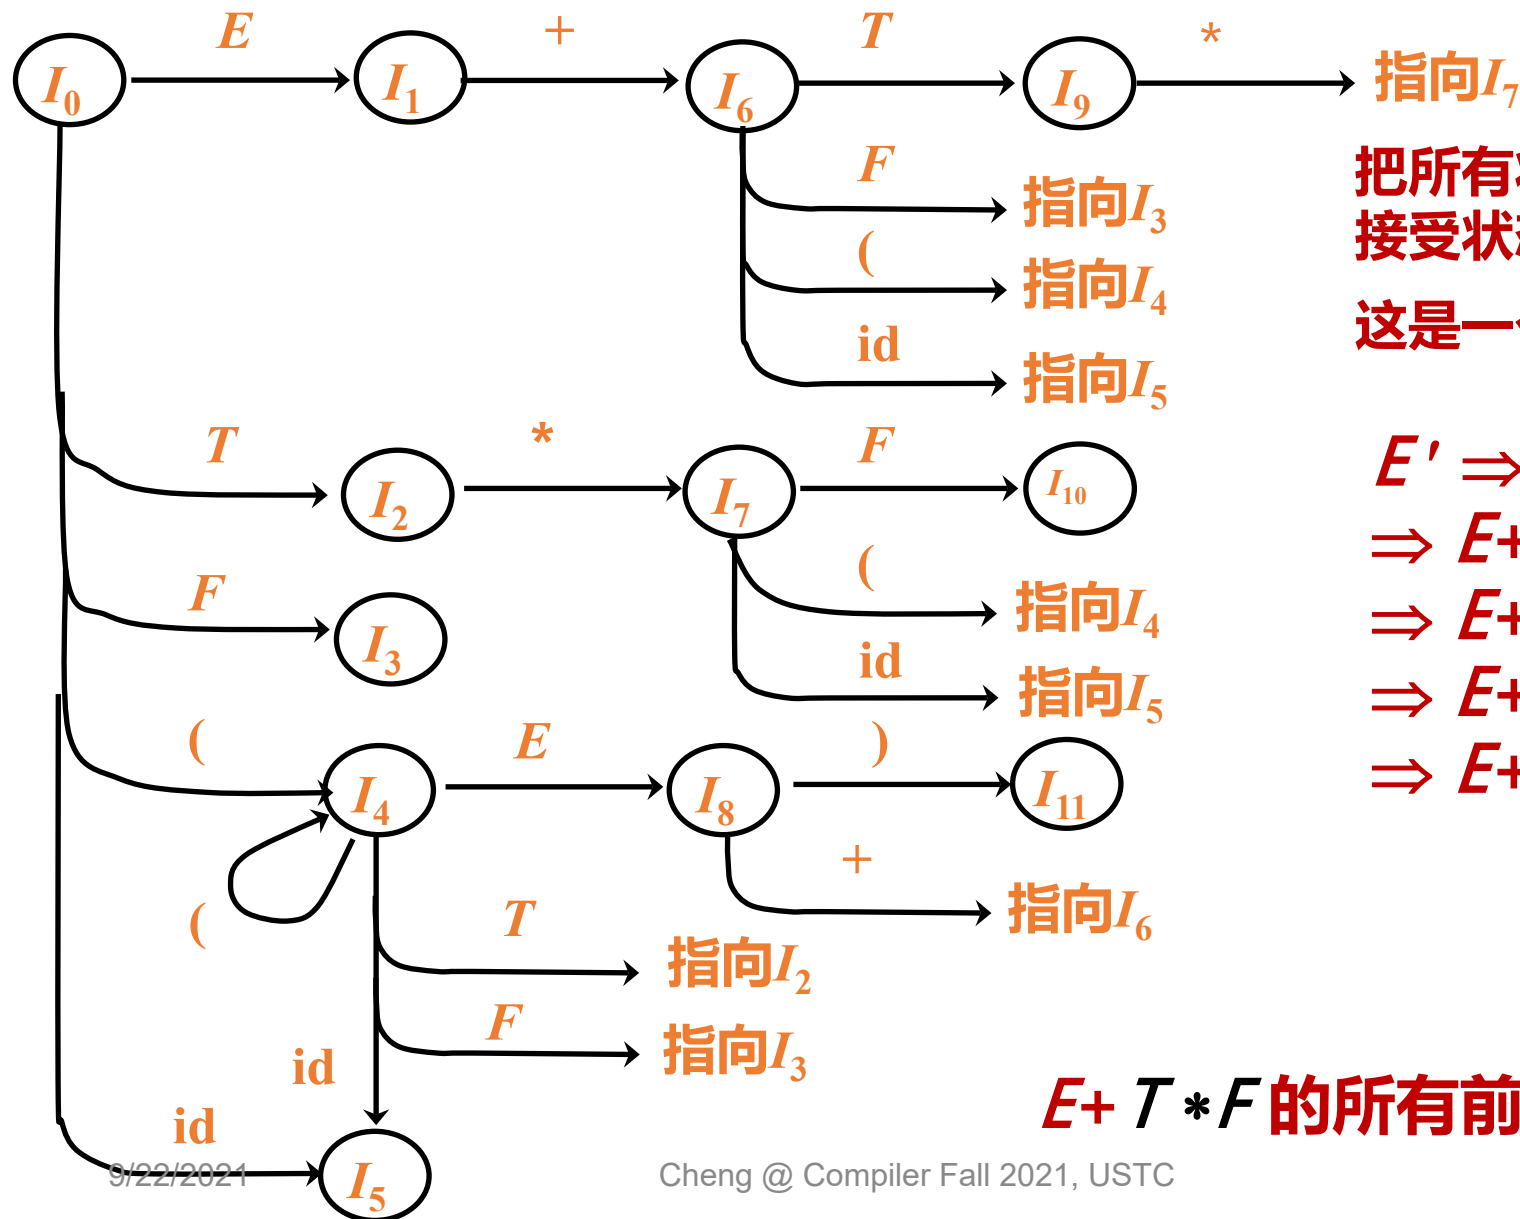 E + T *
I0 I1 I6 I9 指向I7
F 指向I3
( 指向I4
id 指向I5
把所有
接受状
这是一
T * F
I2 I7 I10
( 指向I4
id 指向I5
F
I3
( E )
I4 I8 I11
+ 指向I6
(
T 指向I2
F 指向I3
id
id
I5
E' ⇒
⇒ E+
⇒ E+
⇒ E+
⇒ E+
E+ T *F 的所有前
9/22/2021
Cheng @ Compiler Fall 2021, USTC